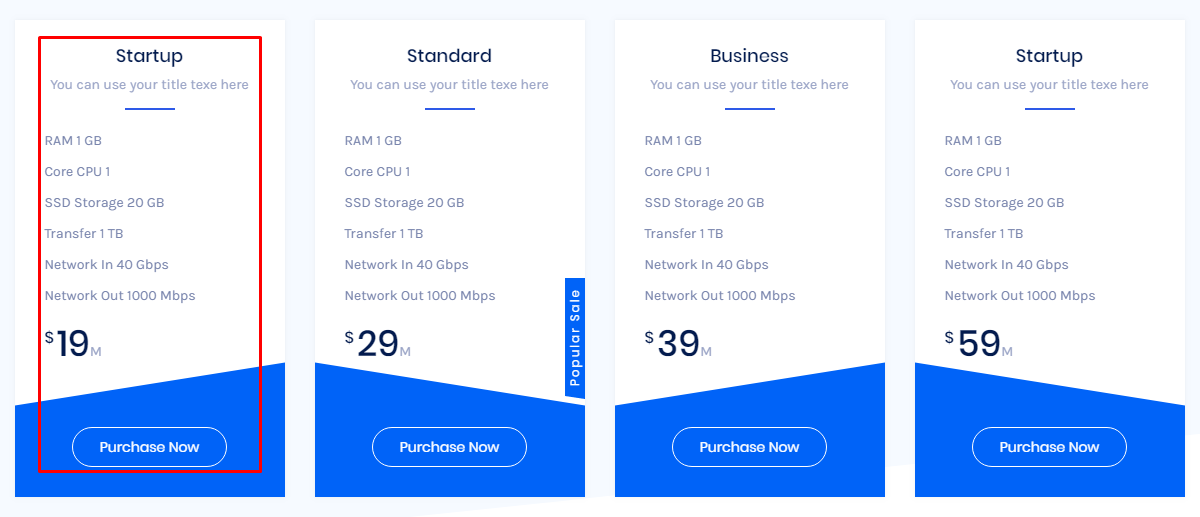 Startup
You can use your title texe here
RAM 1 GB
Core CPU 1
SSD Storage 20 GB
Transfer 1 TB
Network In 40 Gbps
Network Out 1000 Mbps
$19M
Purchase Now
Standard
You can use your title texe here
RAM 1 GB
Core CPU 1
SSD Storage 20 GB
Transfer 1 TB
Network In 40 Gbps
Network Out 1000 Mbps
$29M
Popular Sale
Purchase Now
Business
You can use your title texe here
RAM 1 GB
Core CPU 1
SSD Storage 20 GB
Transfer 1 TB
Network In 40 Gbps
Network Out 1000 Mbps
$39M
Purchase Now
Startup
You can use your title texe here
RAM 1 GB
Core CPU 1
SSD Storage 20 GB
Transfer 1 TB
Network In 40 Gbps
Network Out 1000 Mbps
$59M
Purchase Now